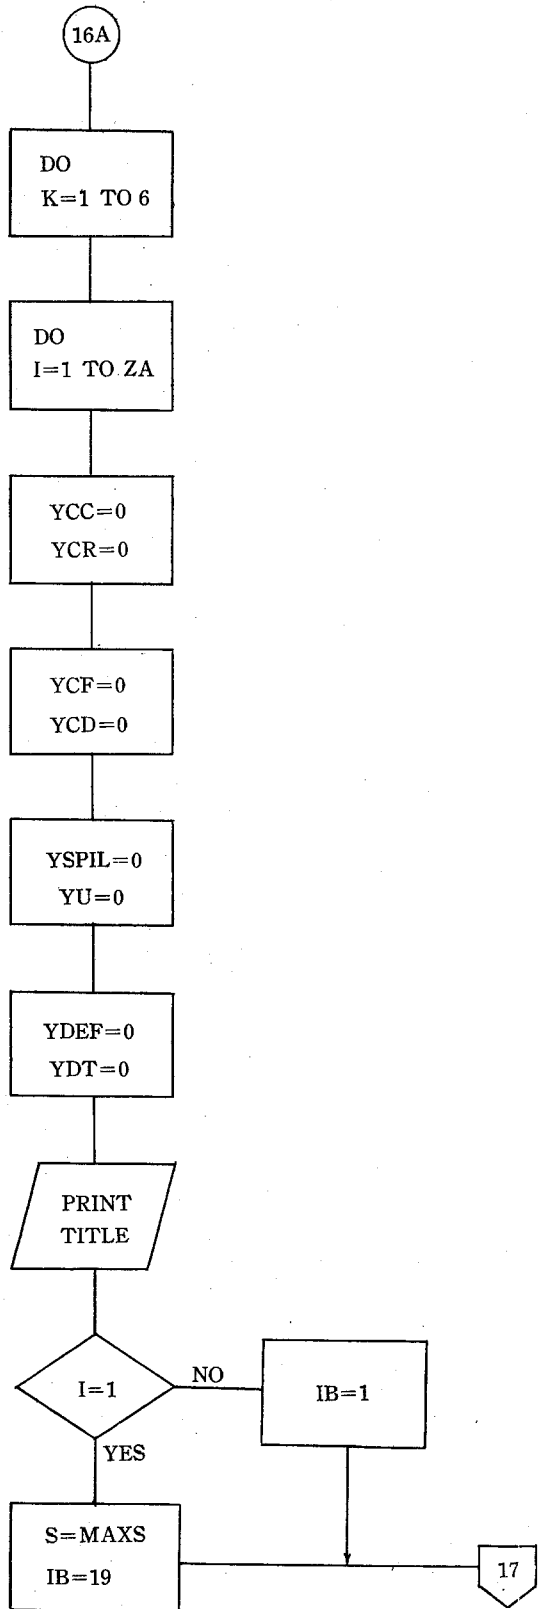 16A
DO
K=1 TO 6
DO
I=1 TO ZA
YCC=0
YCR=0
YCF=0
YCD=0
YSPIL=0
YU=0
YDEF=0
YDT=0
PRINT
TITLE
I=1
NO
IB=1
YES
S=MAXS
IB=19
17